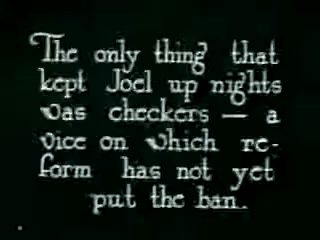 The only thing that
kept Joel up nights
was checkers — a
vice on which re-
form has not yet
put the ban.